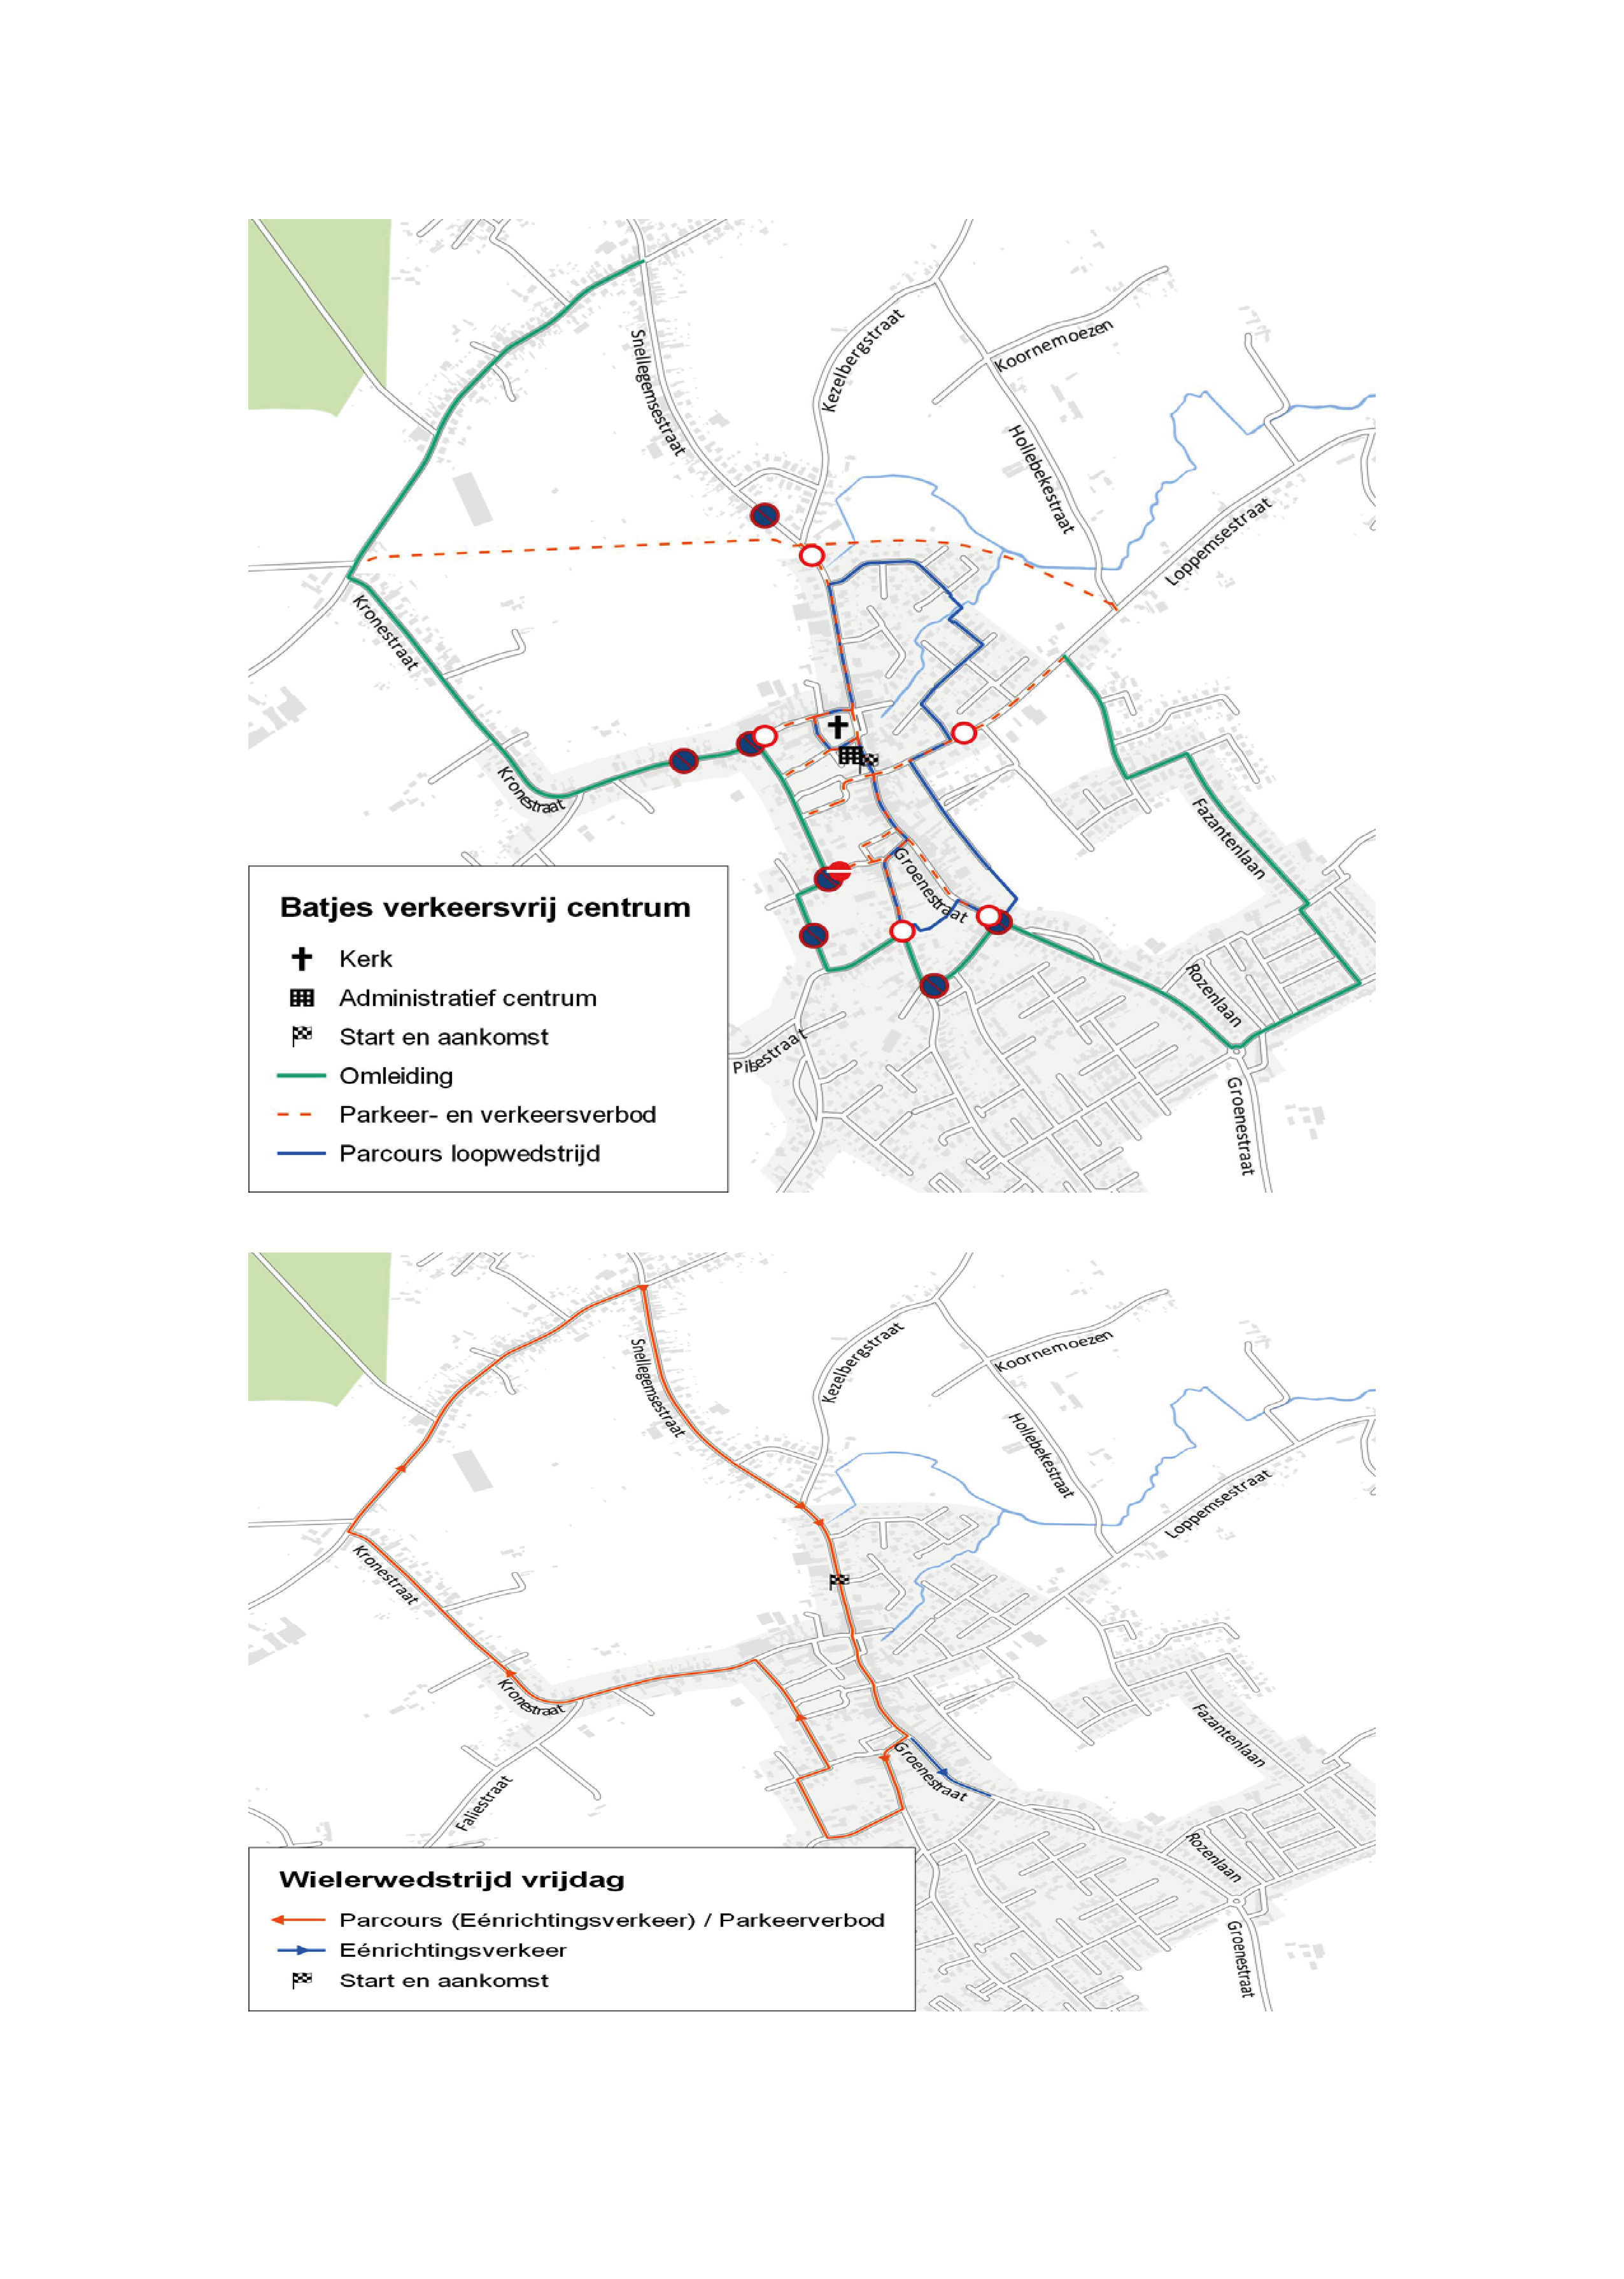 Snellegemsestraat
Kezelbergstraat
Koornemoezen
Hollebekestraat
Loppemsestraat
Kronestraat
Kronestraat
Fazantenlaan
Groenestraat
Rozenlaan
Groenestraat
Batjes verkeersvrij centrum
Kerk
Administratief centrum
Start en aankomst
Omleiding
Parkeer- en verkeersverbod
Parcours loopwedstrijd
Snellegemsestraat
Kezelbergstraat
Koornemoezen
Hollebekestraat
Loppemsestraat
Kronestraat
Kronestraat
Fazantenlaan
Groenestraat
Faliestraat
Rozenlaan
Groenestraat
Wielerwedstrijd vrijdag
Parcours (Eénrichtingsverkeer) / Parkeerverbod
Eénrichtingsverkeer
Start en aankomst